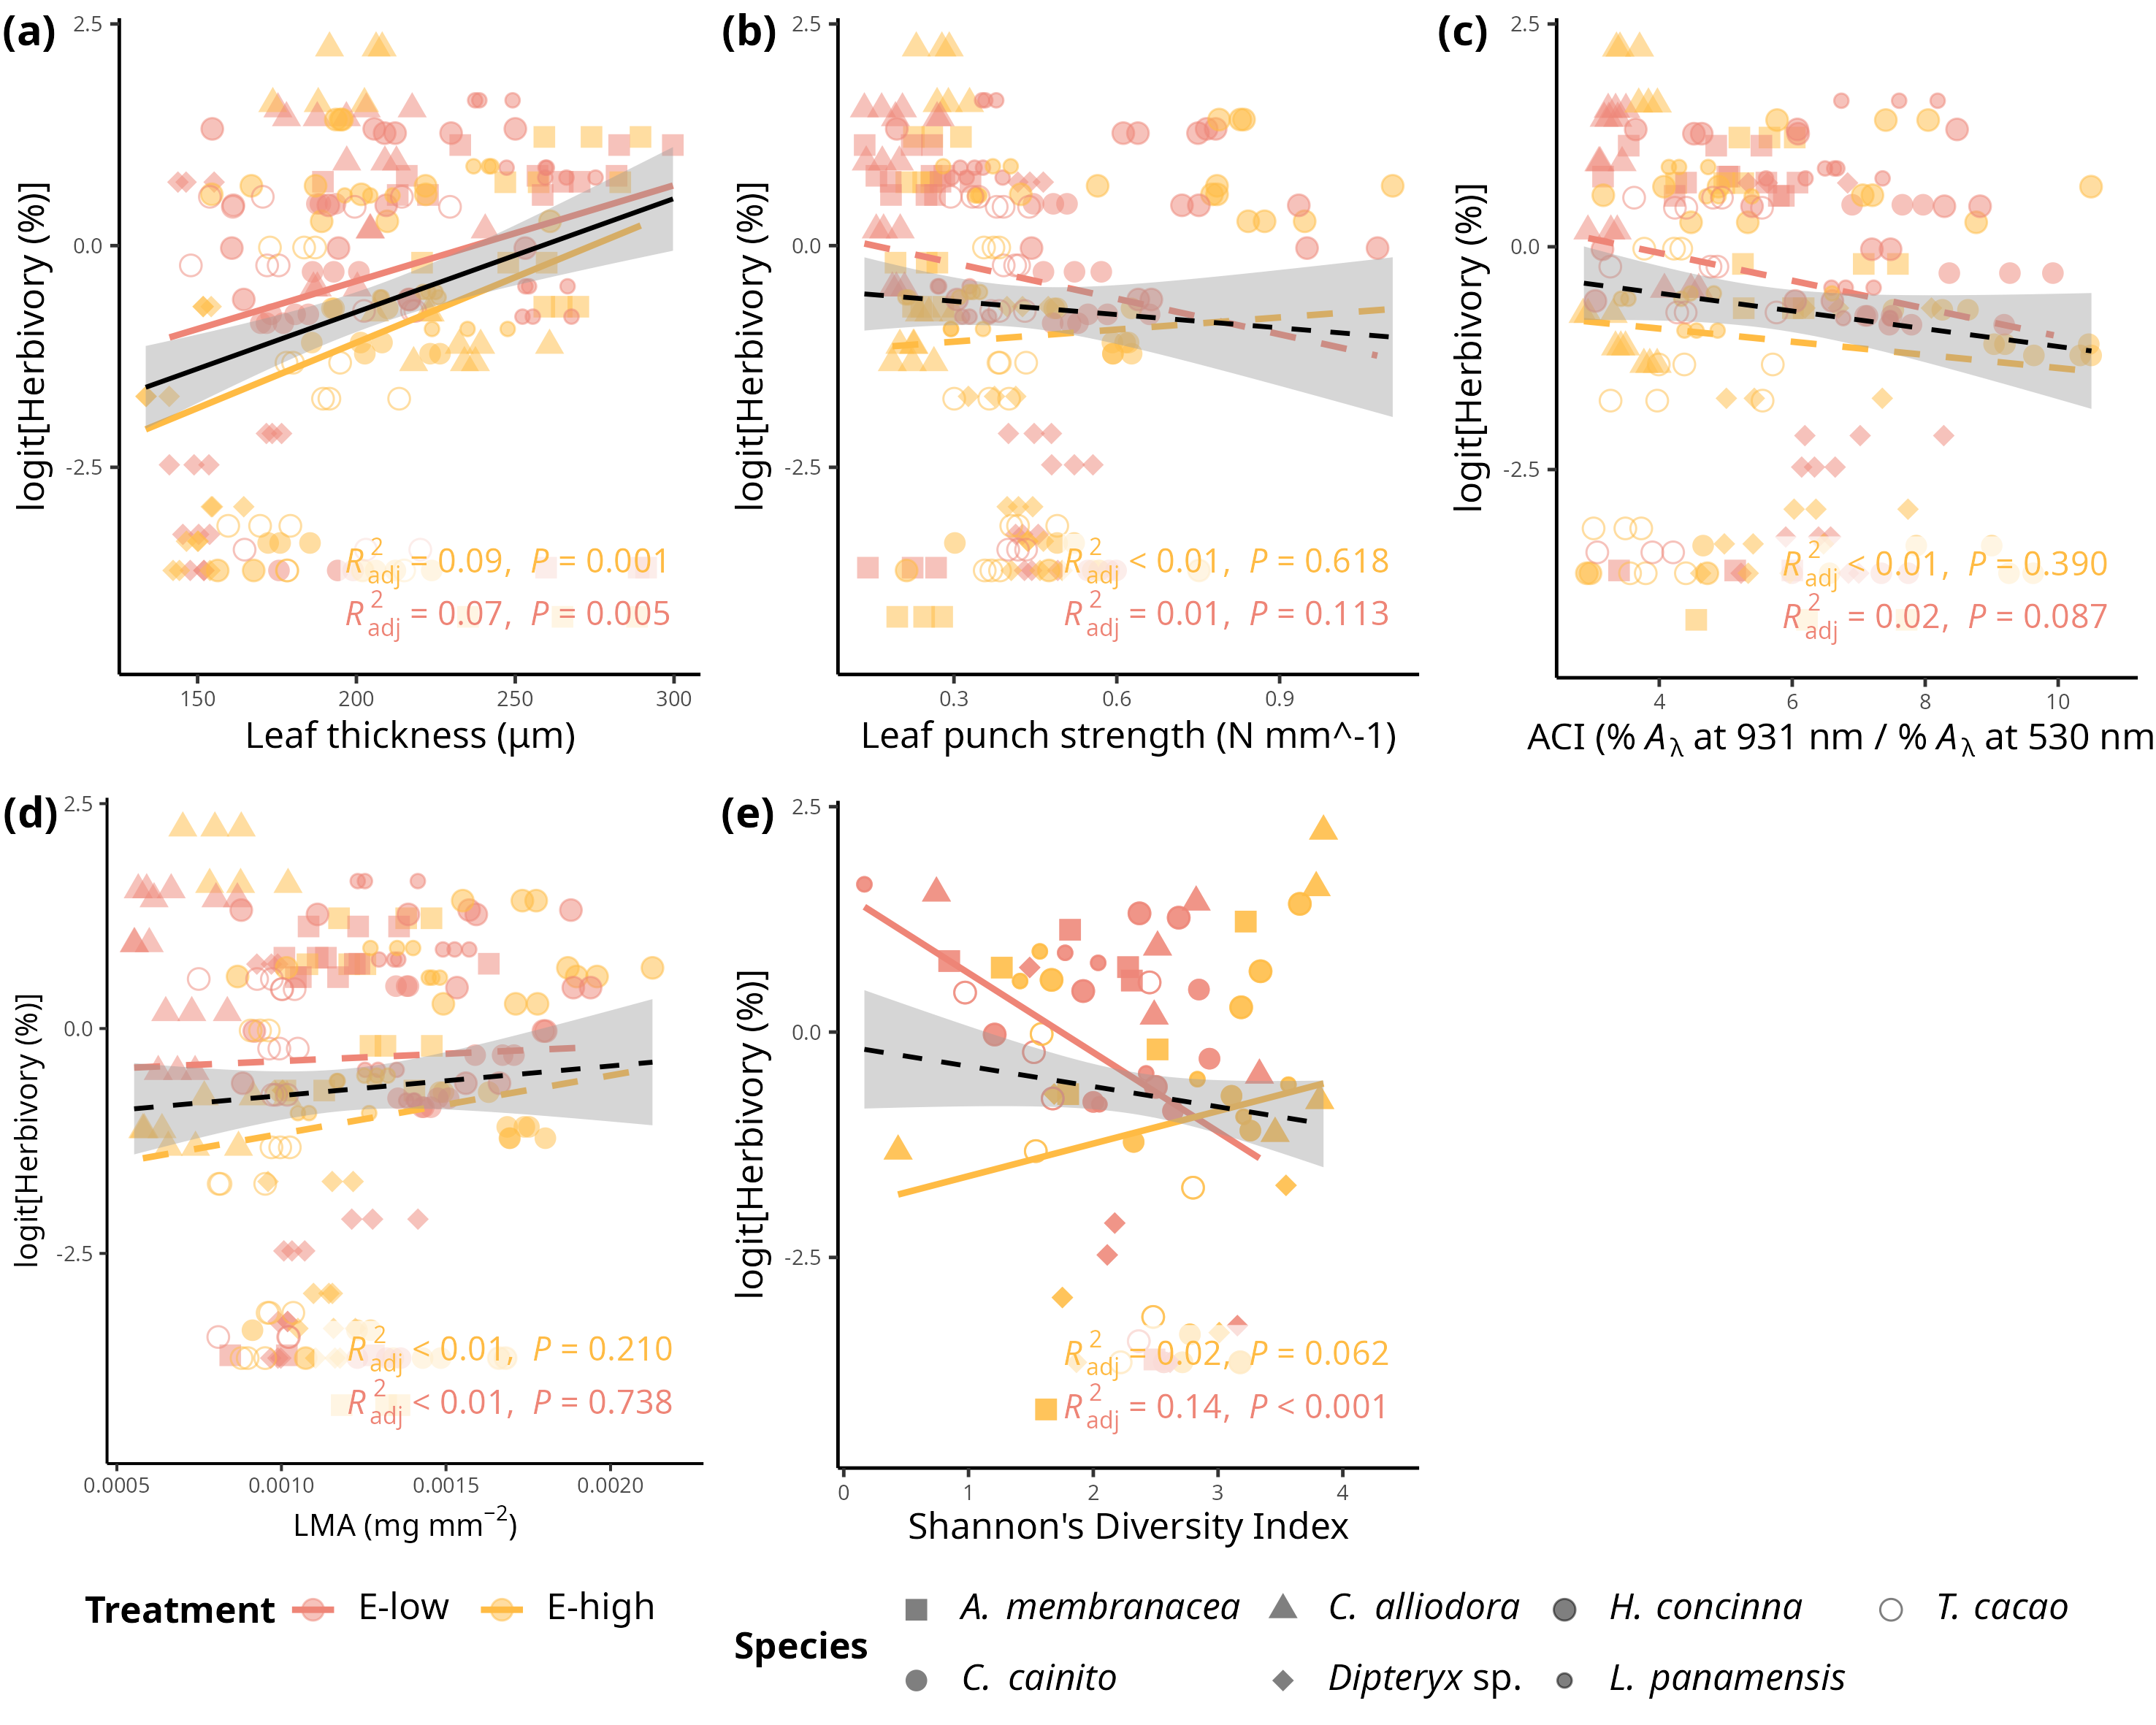 (a)
2.5
0.0
-2.5
logit[Herbivory (%)]
R²adj = 0.09, P = 0.001
R²adj = 0.07, P = 0.005
150 200 250 300
Leaf thickness (µm)
(b)
2.5
0.0
-2.5
logit[Herbivory (%)]
R²adj < 0.01, P = 0.618
R²adj = 0.01, P = 0.113
0.3 0.6 0.9
Leaf punch strength (N mm^-1)
(c)
2.5
0.0
-2.5
logit[Herbivory (%)]
R²adj < 0.01, P = 0.390
R²adj = 0.02, P = 0.087
4 6 8 10
ACI (% Aλ at 931 nm / % Aλ at 530 nm
(d)
2.5
0.0
-2.5
logit[Herbivory (%)]
R²adj < 0.01, P = 0.210
R²adj < 0.01, P = 0.738
0.0005 0.0010 0.0015 0.0020
LMA (mg mm⁻²)
(e)
2.5
0.0
-2.5
logit[Herbivory (%)]
R²adj = 0.02, P = 0.062
R²adj = 0.14, P < 0.001
0 1 2 3 4
Shannon's Diversity Index
Treatment E-low E-high
Species
A. membranacea C. alliodora H. concinna T. cacao
C. cainito Dipteryx sp. L. panamensis